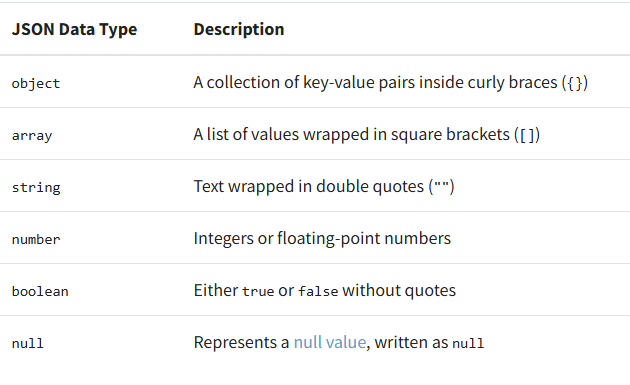 JSON Data Type Description
object A collection of key-value pairs inside curly braces ({})
array A list of values wrapped in square brackets ([])
string Text wrapped in double quotes ("")
number Integers or floating-point numbers
boolean Either true or false without quotes
null Represents a null value, written as null